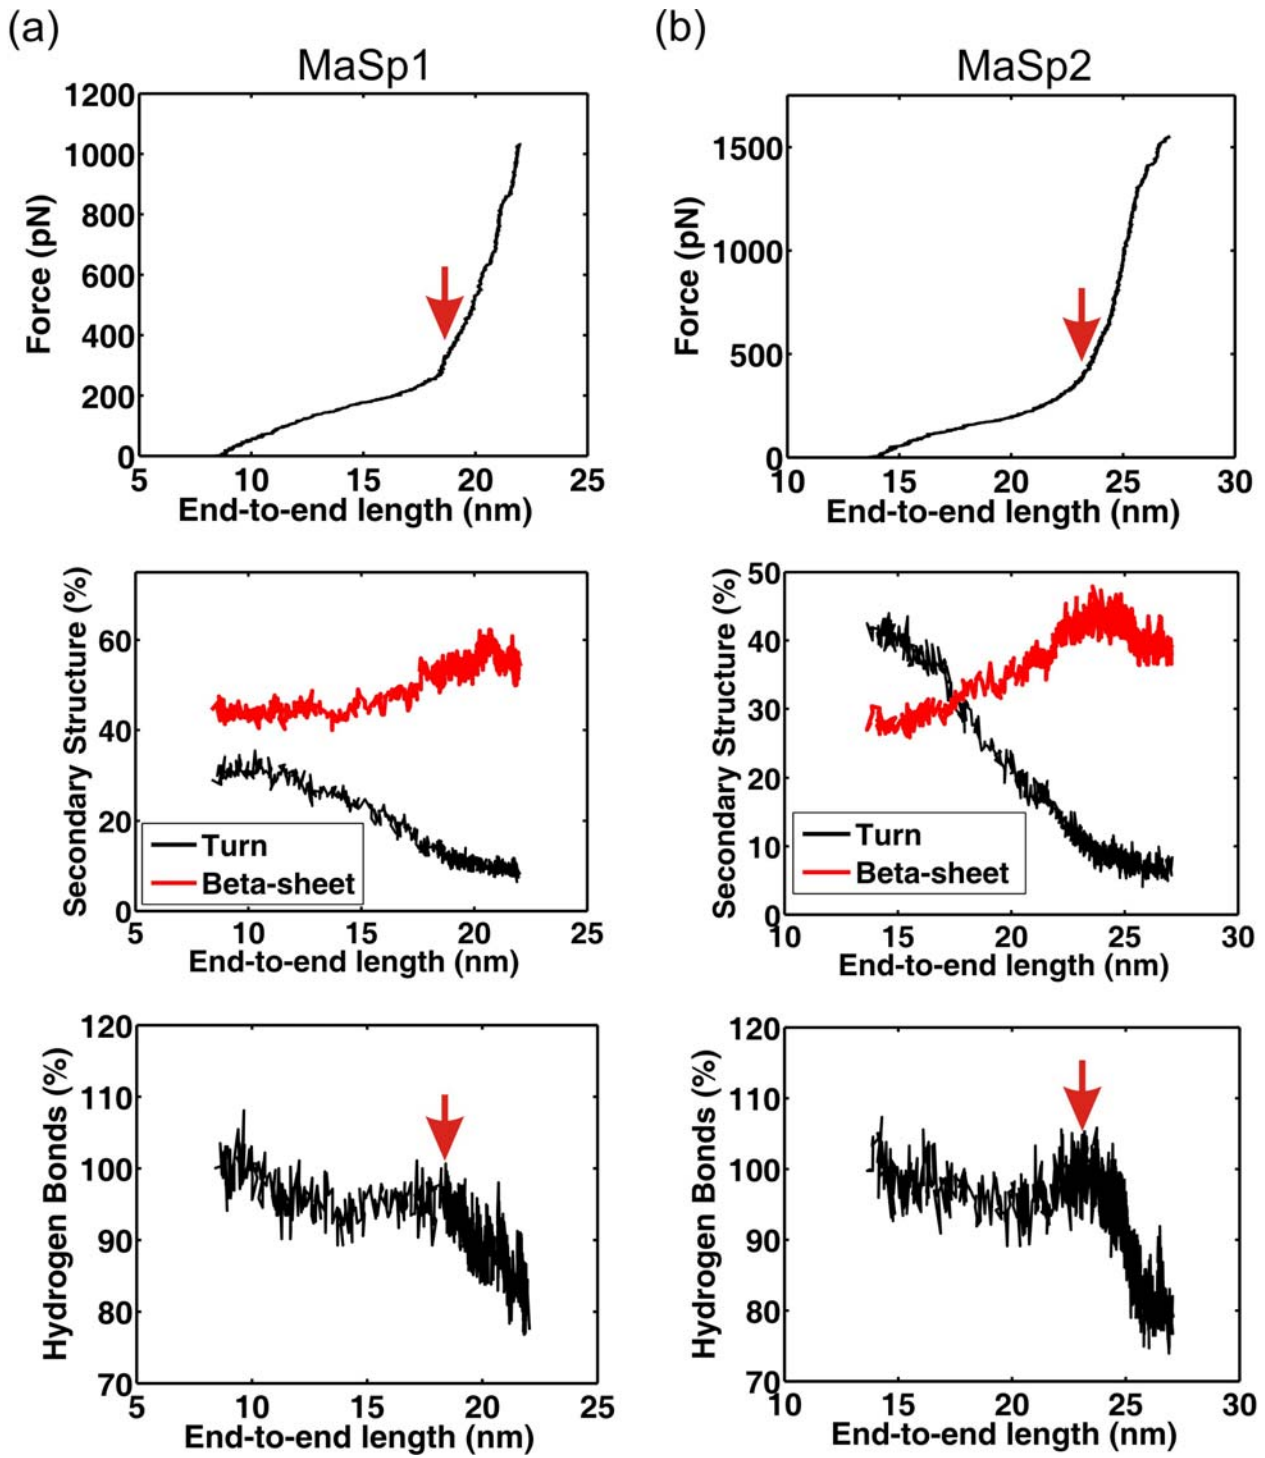 (a)
MaSp1
1200
1000
800
600
400
200
0
Force (pN)
5 10 15 20 25
End-to-end length (nm)
(b)
MaSp2
1500
1000
500
0
Force (pN)
10 15 20 25 30
End-to-end length (nm)
60
40
20
0
Secondary Structure (%)
Turn
Beta-sheet
5 10 15 20 25
End-to-end length (nm)
50
40
30
20
10
0
Secondary Structure (%)
Turn
Beta-sheet
10 15 20 25 30
End-to-end length (nm)
120
110
100
90
80
70
Hydrogen Bonds (%)
5 10 15 20 25
End-to-end length (nm)
120
110
100
90
80
70
Hydrogen Bonds (%)
10 15 20 25 30
End-to-end length (nm)